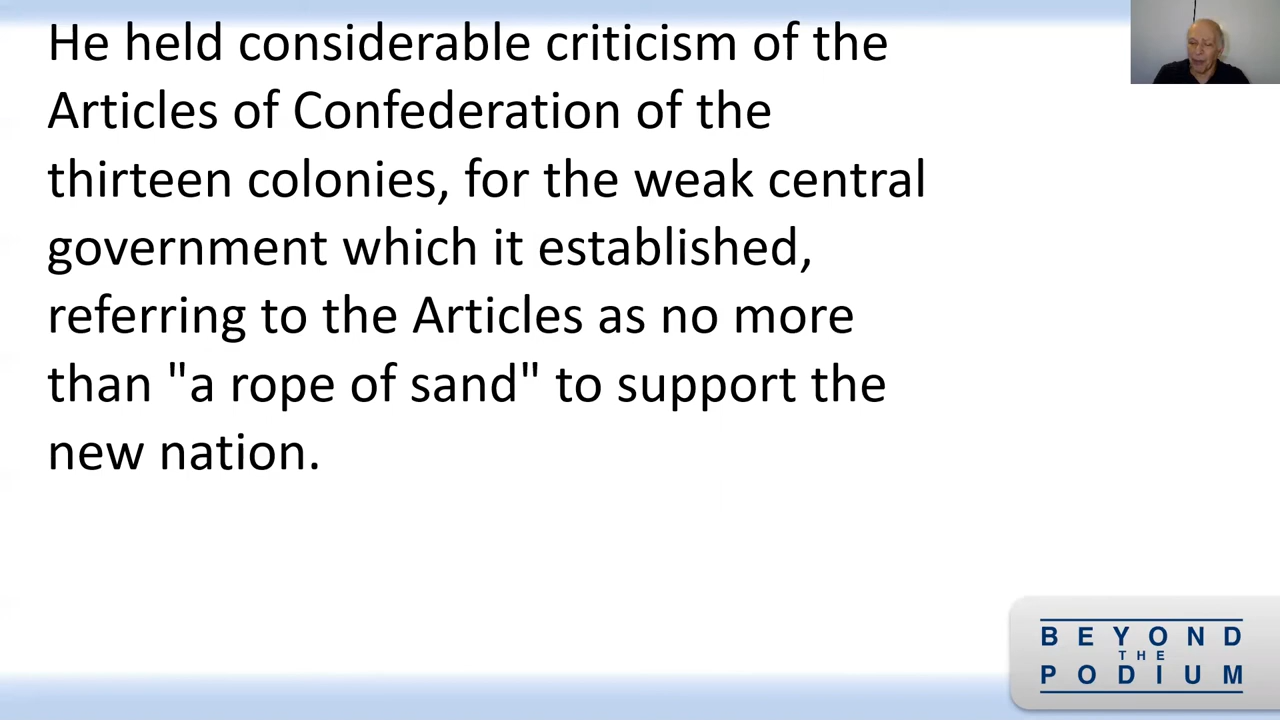 He held considerable criticism of the
Articles of Confederation of the
thirteen colonies, for the weak central
government which it established,
referring to the Articles as no more
than "a rope of sand" to support the
new nation.
BEYOND
THE
PODIUM